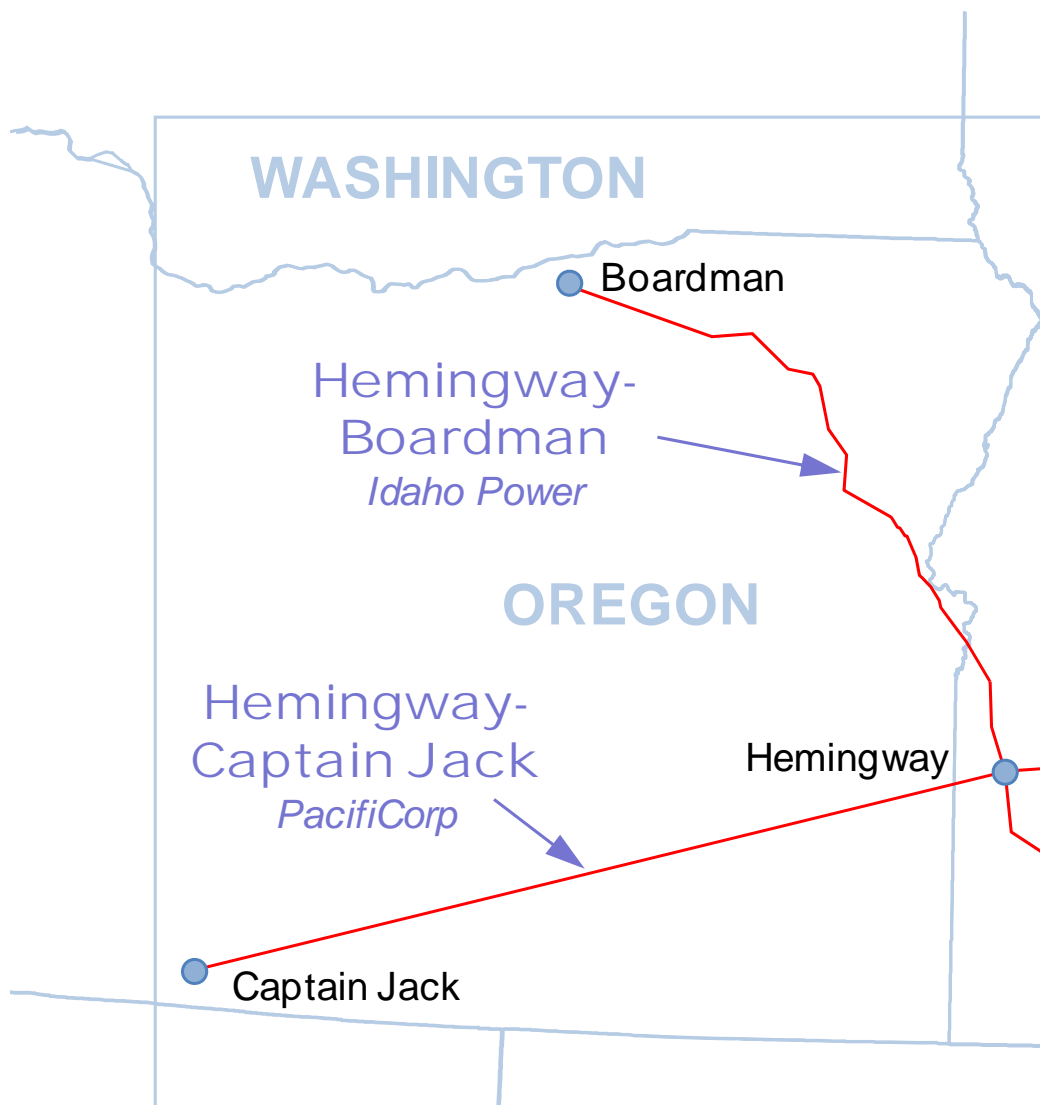 WASHINGTON
Boardman
Hemingway-
Boardman
Idaho Power
OREGON
Hemingway-
Captain Jack
PacifiCorp
Hemingway
Captain Jack